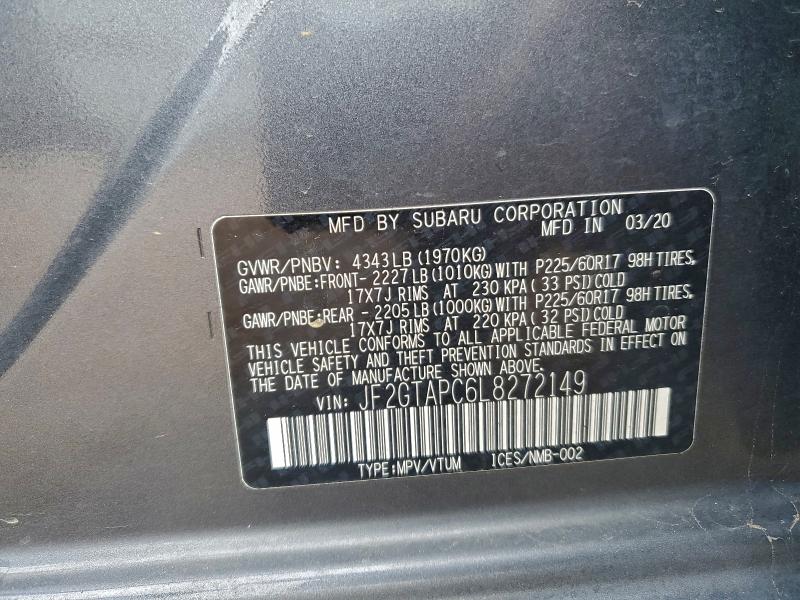 MFD BY SUBARU CORPORATION
MFD IN 03/20
GVWR/PNBV: 4343LB (1970KG)
GAWR/PNBE:FRONT- 2227LB (1010KG) WITH P225/60R17 98H TIRES,
17X7J RIMS AT 230 KPA ( 33 PSI) COLD
GAWR/PNBE:REAR - 2205LB (1000KG) WITH P225/60R17 98H TIRES,
17X7J RIMS AT 220 KPA ( 32 PSI) COLD
THIS VEHICLE CONFORMS TO ALL APPLICABLE FEDERAL MOTOR
VEHICLE SAFETY AND THEFT PREVENTION STANDARDS IN EFFECT ON
THE DATE OF MANUFACTURE SHOWN ABOVE.
VIN: JF2GTAPC6L8272149
TYPE:MPV/VTUM ICES/NMB-002